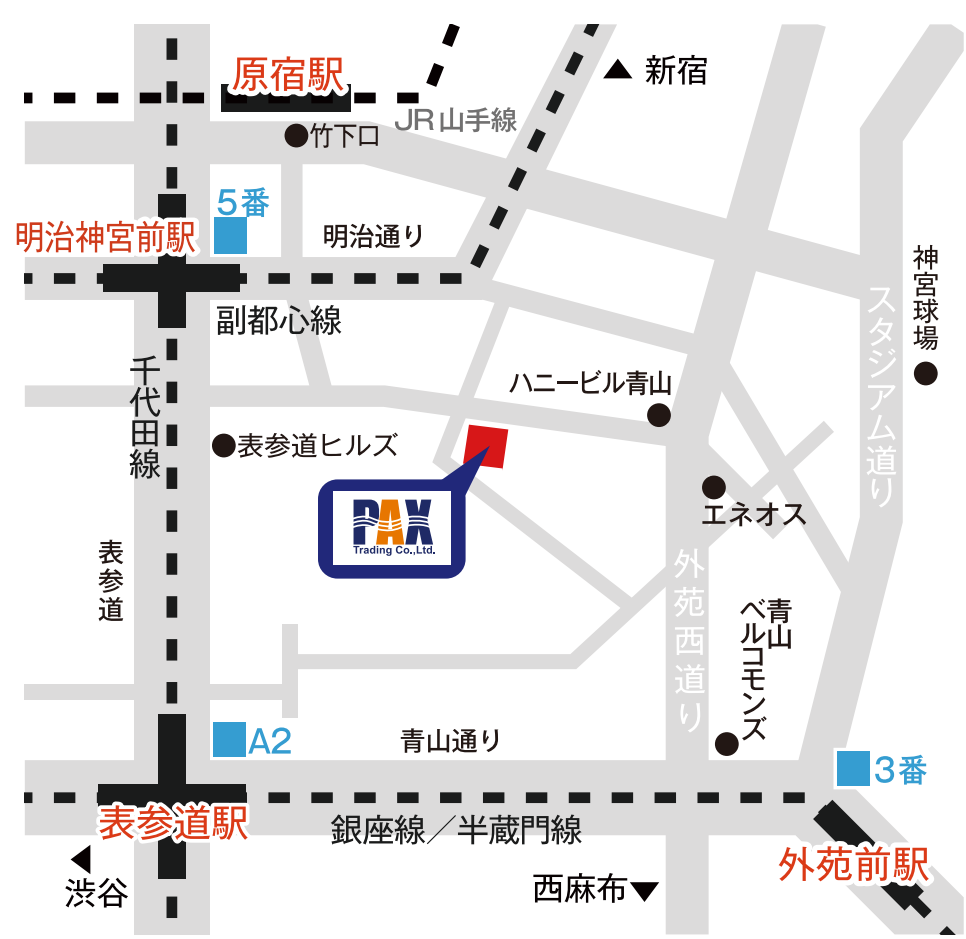 原宿駅
▲ 新宿
JR山手線
●竹下口
5番
明治神宮前駅
明治通り
副都心線
神宮球場
スタジアム道り
千代田線
ハニービル青山
●表参道ヒルズ
PAX
Trading Co.,Ltd.
エネオス
表参道
外苑西道り
青山
ベルコモンズ
A2
青山通り
3番
表参道駅
銀座線／半蔵門線
外苑前駅
渋谷
西麻布▼